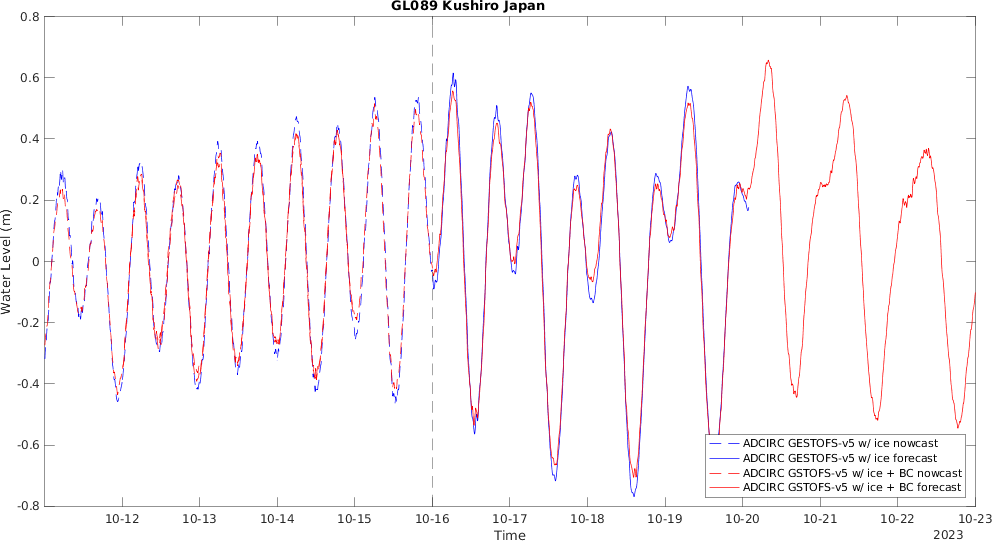 GL089 Kushiro Japan
0.8
0.6
0.4
0.2
0
-0.2
-0.4
-0.6
-0.8
Water Level (m)
ADCIRC GESTOFS-v5 w/ ice nowcast
ADCIRC GESTOFS-v5 w/ ice forecast
ADCIRC GSTOFS-v5 w/ ice + BC nowcast
ADCIRC GSTOFS-v5 w/ ice + BC forecast
10-12 10-13 10-14 10-15 10-16 10-17 10-18 10-19 10-20 10-21 10-22 10-23
Time
2023